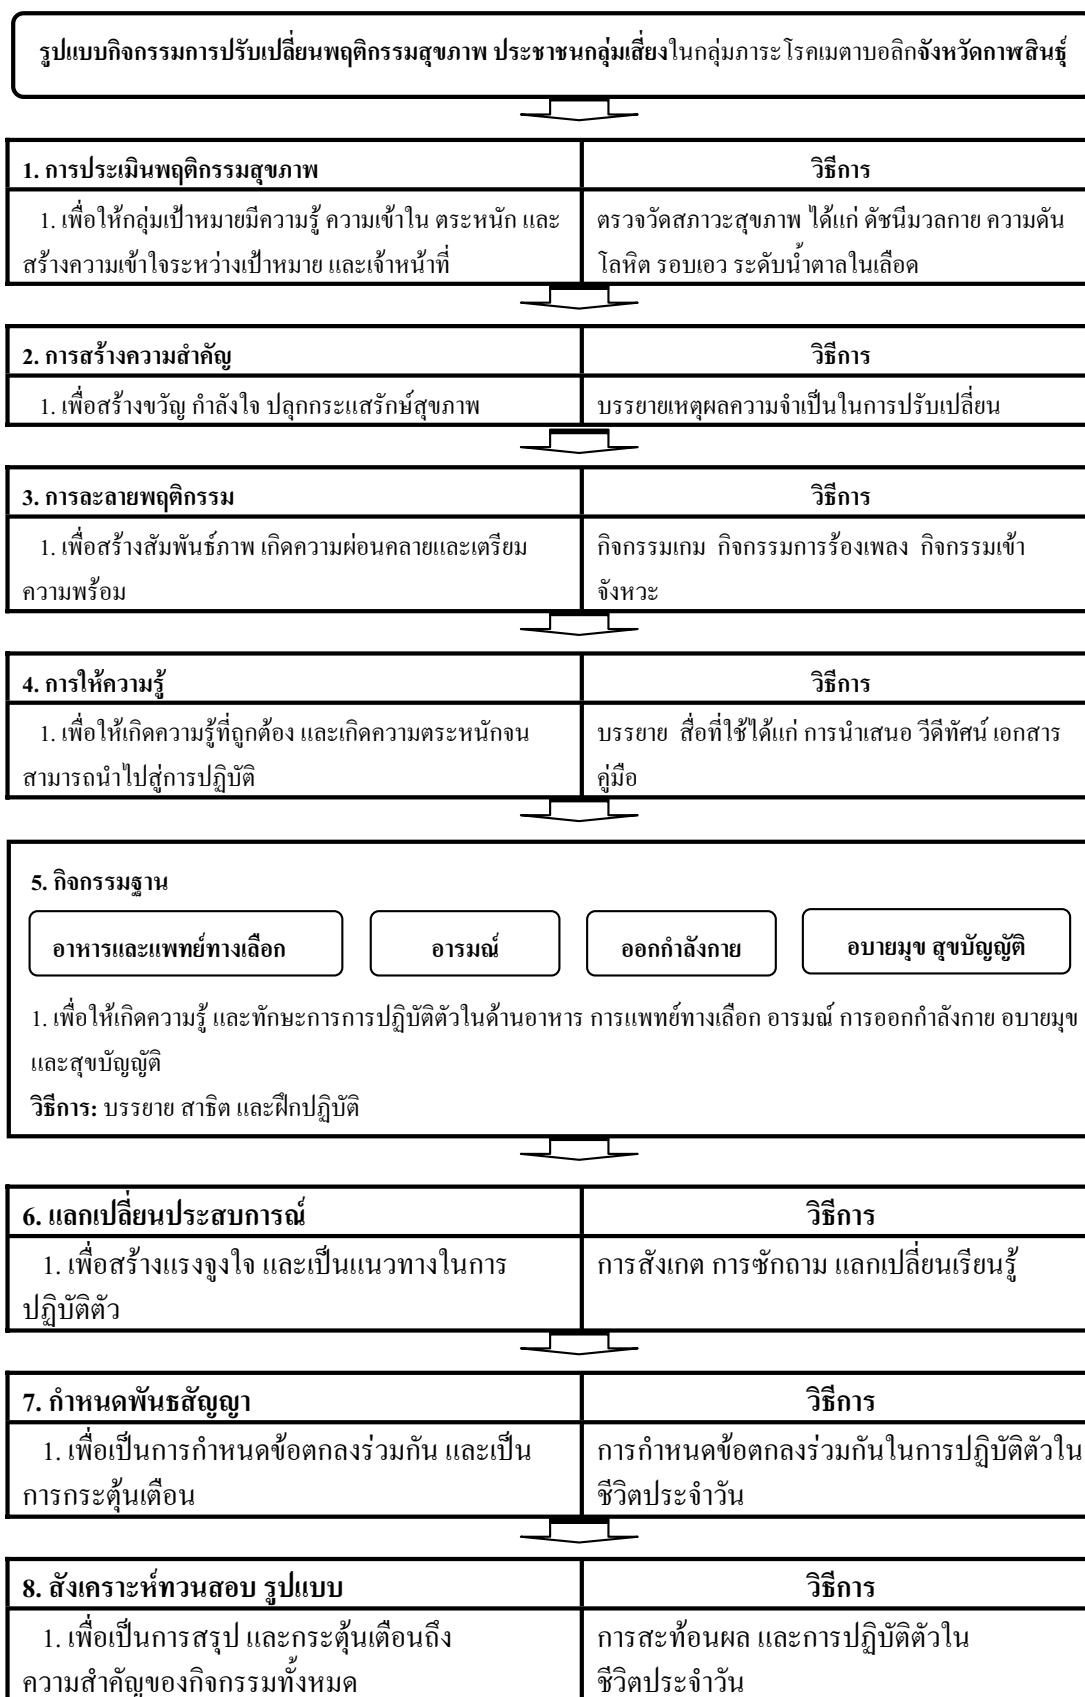 รูปแบบกิจกรรมการปรับเปลี่ยนพฤติกรรมสุขภาพ ประชาชนกลุ่มเสี่ยงในกลุ่มภาระโรคเมตาบอลิกจังหวัดกาฬสินธุ์
1. การประเมินพฤติกรรมสุขภาพ
วิธีการ
1. เพื่อให้กลุ่มเป้าหมายมีความรู้ ความเข้าใน ตระหนัก และ
สร้างความเข้าใจระหว่างเป้าหมาย และเจ้าหน้าที่
ตรวจวัดสภาวะสุขภาพ ได้แก่ ดัชนีมวลกาย ความดัน
โลหิต รอบเอว ระดับน้ำตาลในเลือด
2. การสร้างความสำคัญ
วิธีการ
1. เพื่อสร้างขวัญ กำลังใจ ปลุกกระแสรักษ์สุขภาพ
บรรยายเหตุผลความจำเป็นในการปรับเปลี่ยน
3. การละลายพฤติกรรม
วิธีการ
1. เพื่อสร้างสัมพันธ์ภาพ เกิดความผ่อนคลายและเตรียม
ความพร้อม
กิจกรรมเกม กิจกรรมการร้องเพลง กิจกรรมเข้า
จังหวะ
4. การให้ความรู้
วิธีการ
1. เพื่อให้เกิดความรู้ที่ถูกต้อง และเกิดความตระหนักจน
สามารถนำไปสู่การปฏิบัติ
บรรยาย สื่อที่ใช้ได้แก่ การนำเสนอ วีดีทัศน์ เอกสาร
คู่มือ
5. กิจกรรมฐาน
อาหารและแพทย์ทางเลือก
อารมณ์
ออกกำลังกาย
อบายมุข สุขบัญญัติ
1. เพื่อให้เกิดความรู้ และทักษะการการปฏิบัติตัวในด้านอาหาร การแพทย์ทางเลือก อารมณ์ การออกกำลังกาย อบายมุข
และสุขบัญญัติ
วิธีการ: บรรยาย สาธิต และฝึกปฏิบัติ
6. แลกเปลี่ยนประสบการณ์
วิธีการ
1. เพื่อสร้างแรงจูงใจ และเป็นแนวทางในการ
ปฏิบัติตัว
การสังเกต การซักถาม แลกเปลี่ยนเรียนรู้
7. กำหนดพันธสัญญา
วิธีการ
1. เพื่อเป็นการกำหนดข้อตกลงร่วมกัน และเป็น
การกระตุ้นเตือน
การกำหนดข้อตกลงร่วมกันในการปฏิบัติตัวใน
ชีวิตประจำวัน
8. สังเคราะห์ทวนสอบ รูปแบบ
วิธีการ
1. เพื่อเป็นการสรุป และกระตุ้นเตือนถึง
ความสำคัญของกิจกรรมทั้งหมด
การสะท้อนผล และการปฏิบัติตัวใน
ชีวิตประจำวัน